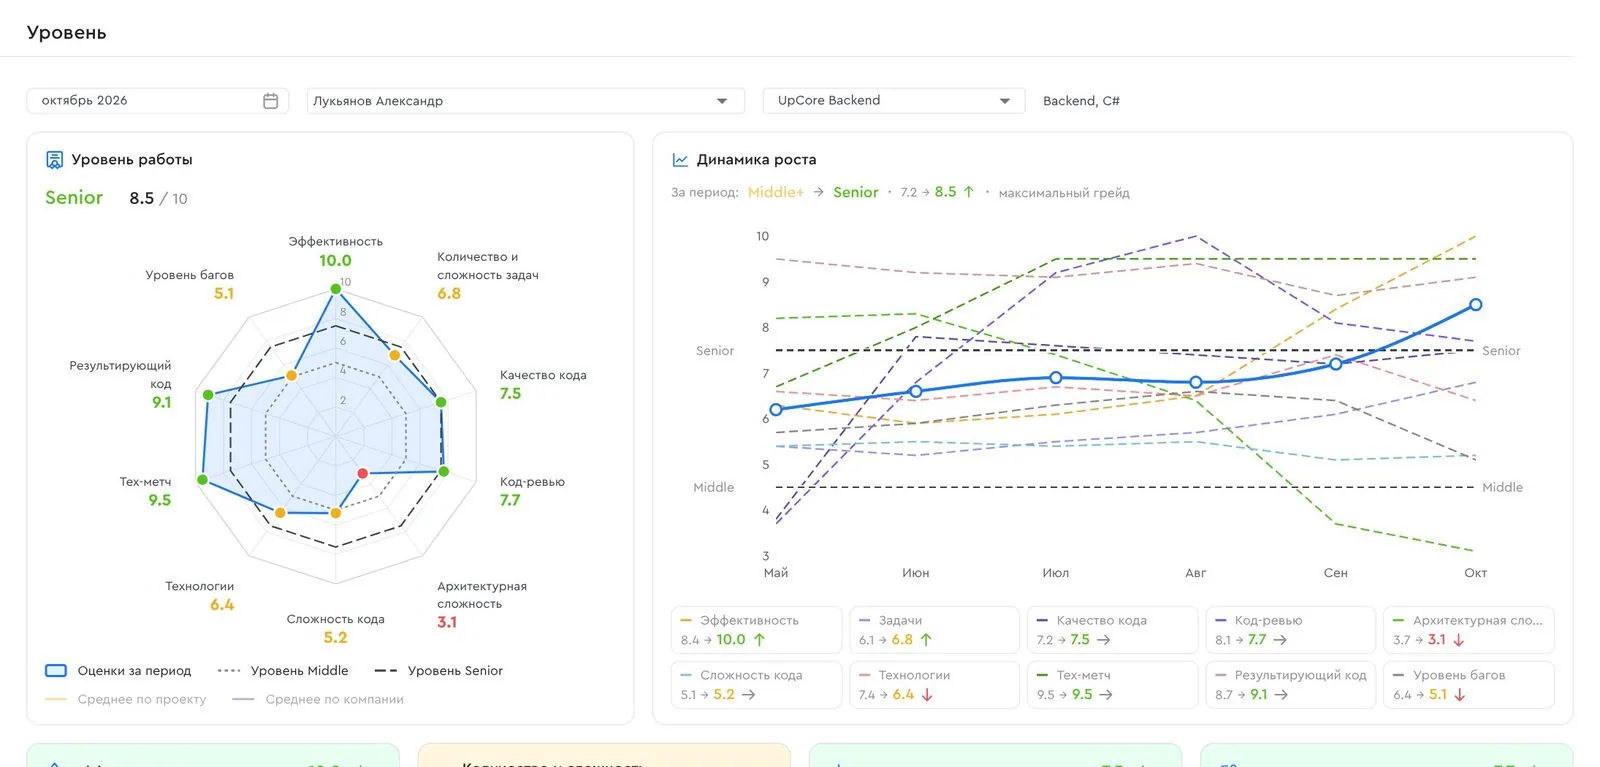 Уровень
октябрь 2026
Лукьянов Александр
UpCore Backend
Backend, C#
Уровень работы
Senior 8.5 / 10
Эффективность
10.0
Количество и
сложность задач
6.8
Уровень багов
5.1
10
8
6
4
2
Результирующий
код
9.1
Качество кода
7.5
Тех-метч
9.5
Код-ревью
7.7
Технологии
6.4
Архитектурная
сложность
3.1
Сложность кода
5.2
Оценки за период
Уровень Middle
Уровень Senior
Среднее по проекту
Среднее по компании
Динамика роста
За период: Middle+ → Senior · 7.2 → 8.5 ↑ · максимальный грейд
10
9
8
Senior
Senior
7
6
5
Middle
Middle
4
3
Май
Июн
Июл
Авг
Сен
Окт
Эффективность
8.4 → 10.0 ↑
Задачи
6.1 → 6.8 ↑
Качество кода
7.2 → 7.5 →
Код-ревью
8.1 → 7.7 →
Архитектурная сло...
3.7 → 3.1 ↓
Сложность кода
5.1 → 5.2 →
Технологии
7.4 → 6.4 ↓
Тех-метч
9.5 → 9.5 →
Результирующий код
8.7 → 9.1 →
Уровень багов
6.4 → 5.1 ↓